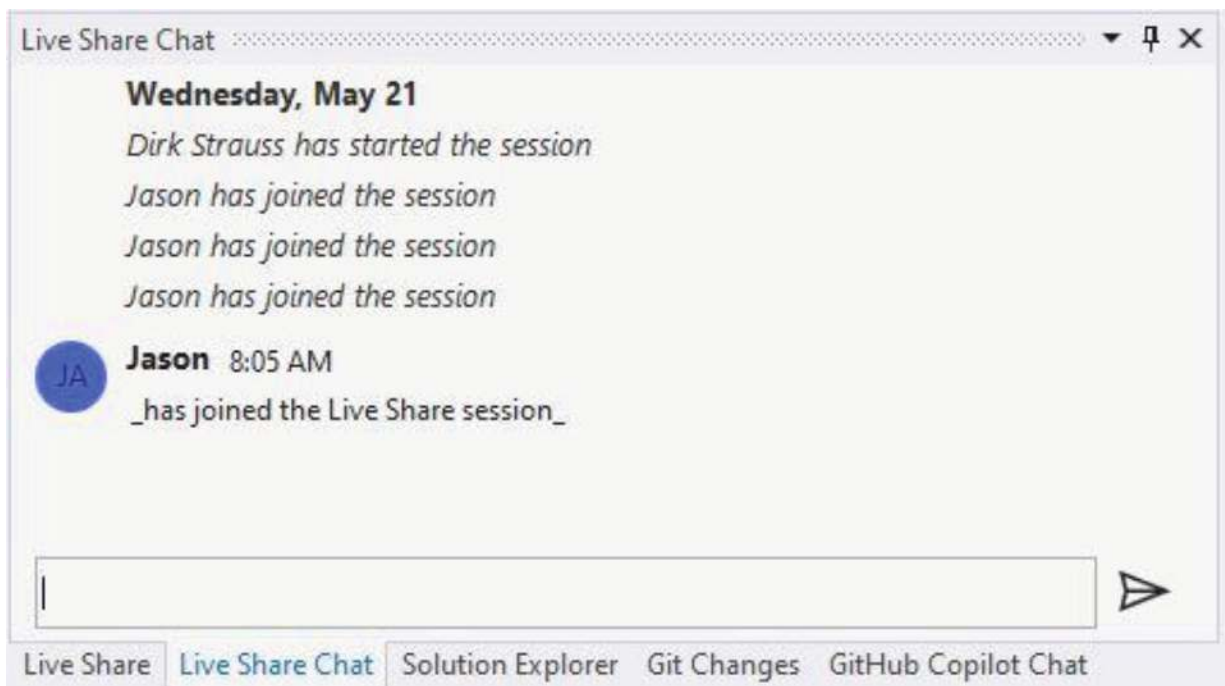 Live Share Chat
Wednesday, May 21
Dirk Strauss has started the session
Jason has joined the session
Jason has joined the session
Jason has joined the session
JA
Jason 8:05 AM
_has joined the Live Share session_
Live Share Live Share Chat Solution Explorer Git Changes GitHub Copilot Chat